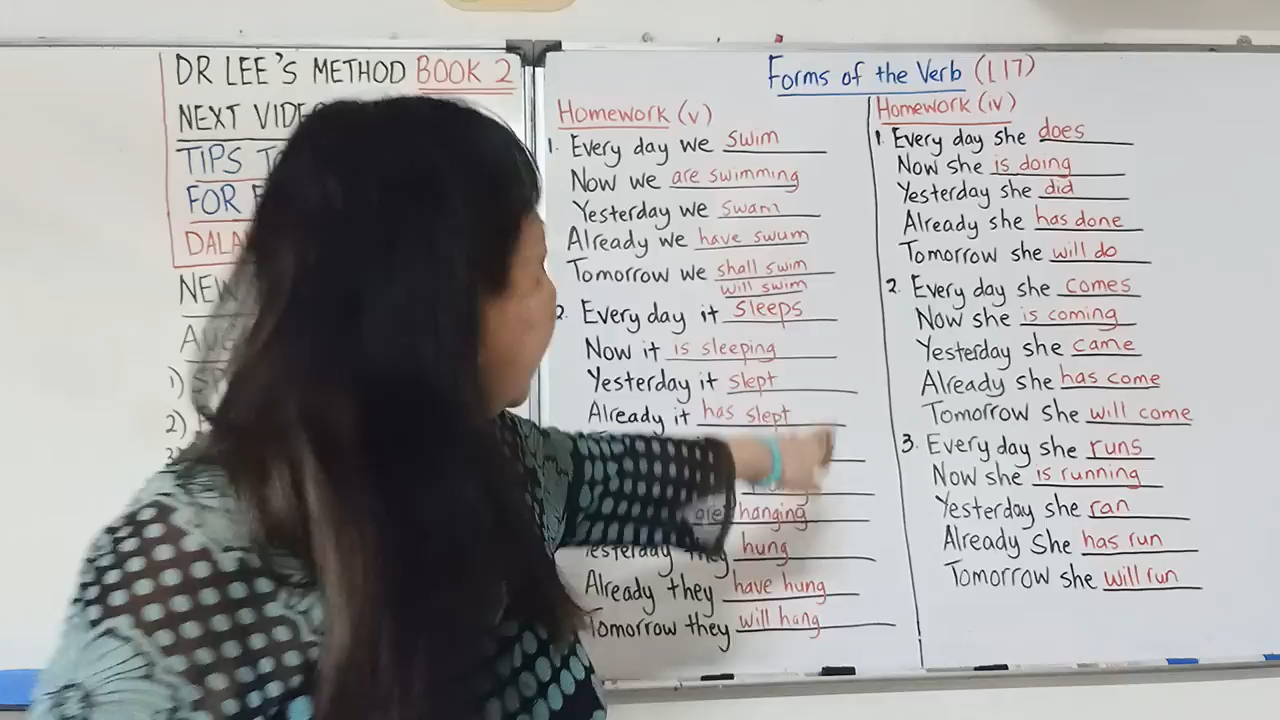 DR LEE'S METHOD BOOK 2
NEXT
TIPS
FOR
NEW
1)
2)
Forms of the Verb (L17)
Homework (v)
1. Every day we swim
Now we are swimming
Yesterday we swam
Already we have swum
Tomorrow we shall swim
will swim
2. Every day it sleeps
Now it is sleeping
Yesterday it slept
Already it has slept
are hanging
Yesterday they hung
Already they have hung
Tomorrow they will hang
Homework (iv)
1. Every day she does
Now she is doing
Yesterday she did
Already she has done
Tomorrow she will do
2. Every day she comes
Now she is coming
Yesterday she came
Already she has come
Tomorrow she will come
3. Every day she runs
Now she is running
Yesterday she ran
Already she has run
Tomorrow she will run